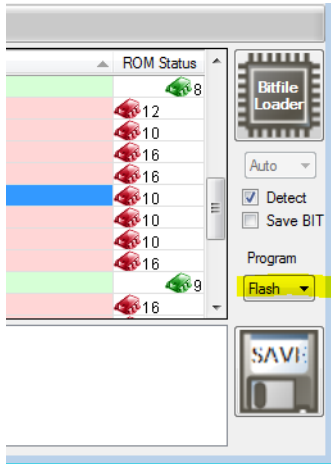 ROM Status
8
12
10
16
16
10
10
10
16
9
16
Bitfile
Loader
Auto
Detect
Save BIT
Program
Flash
SAVE